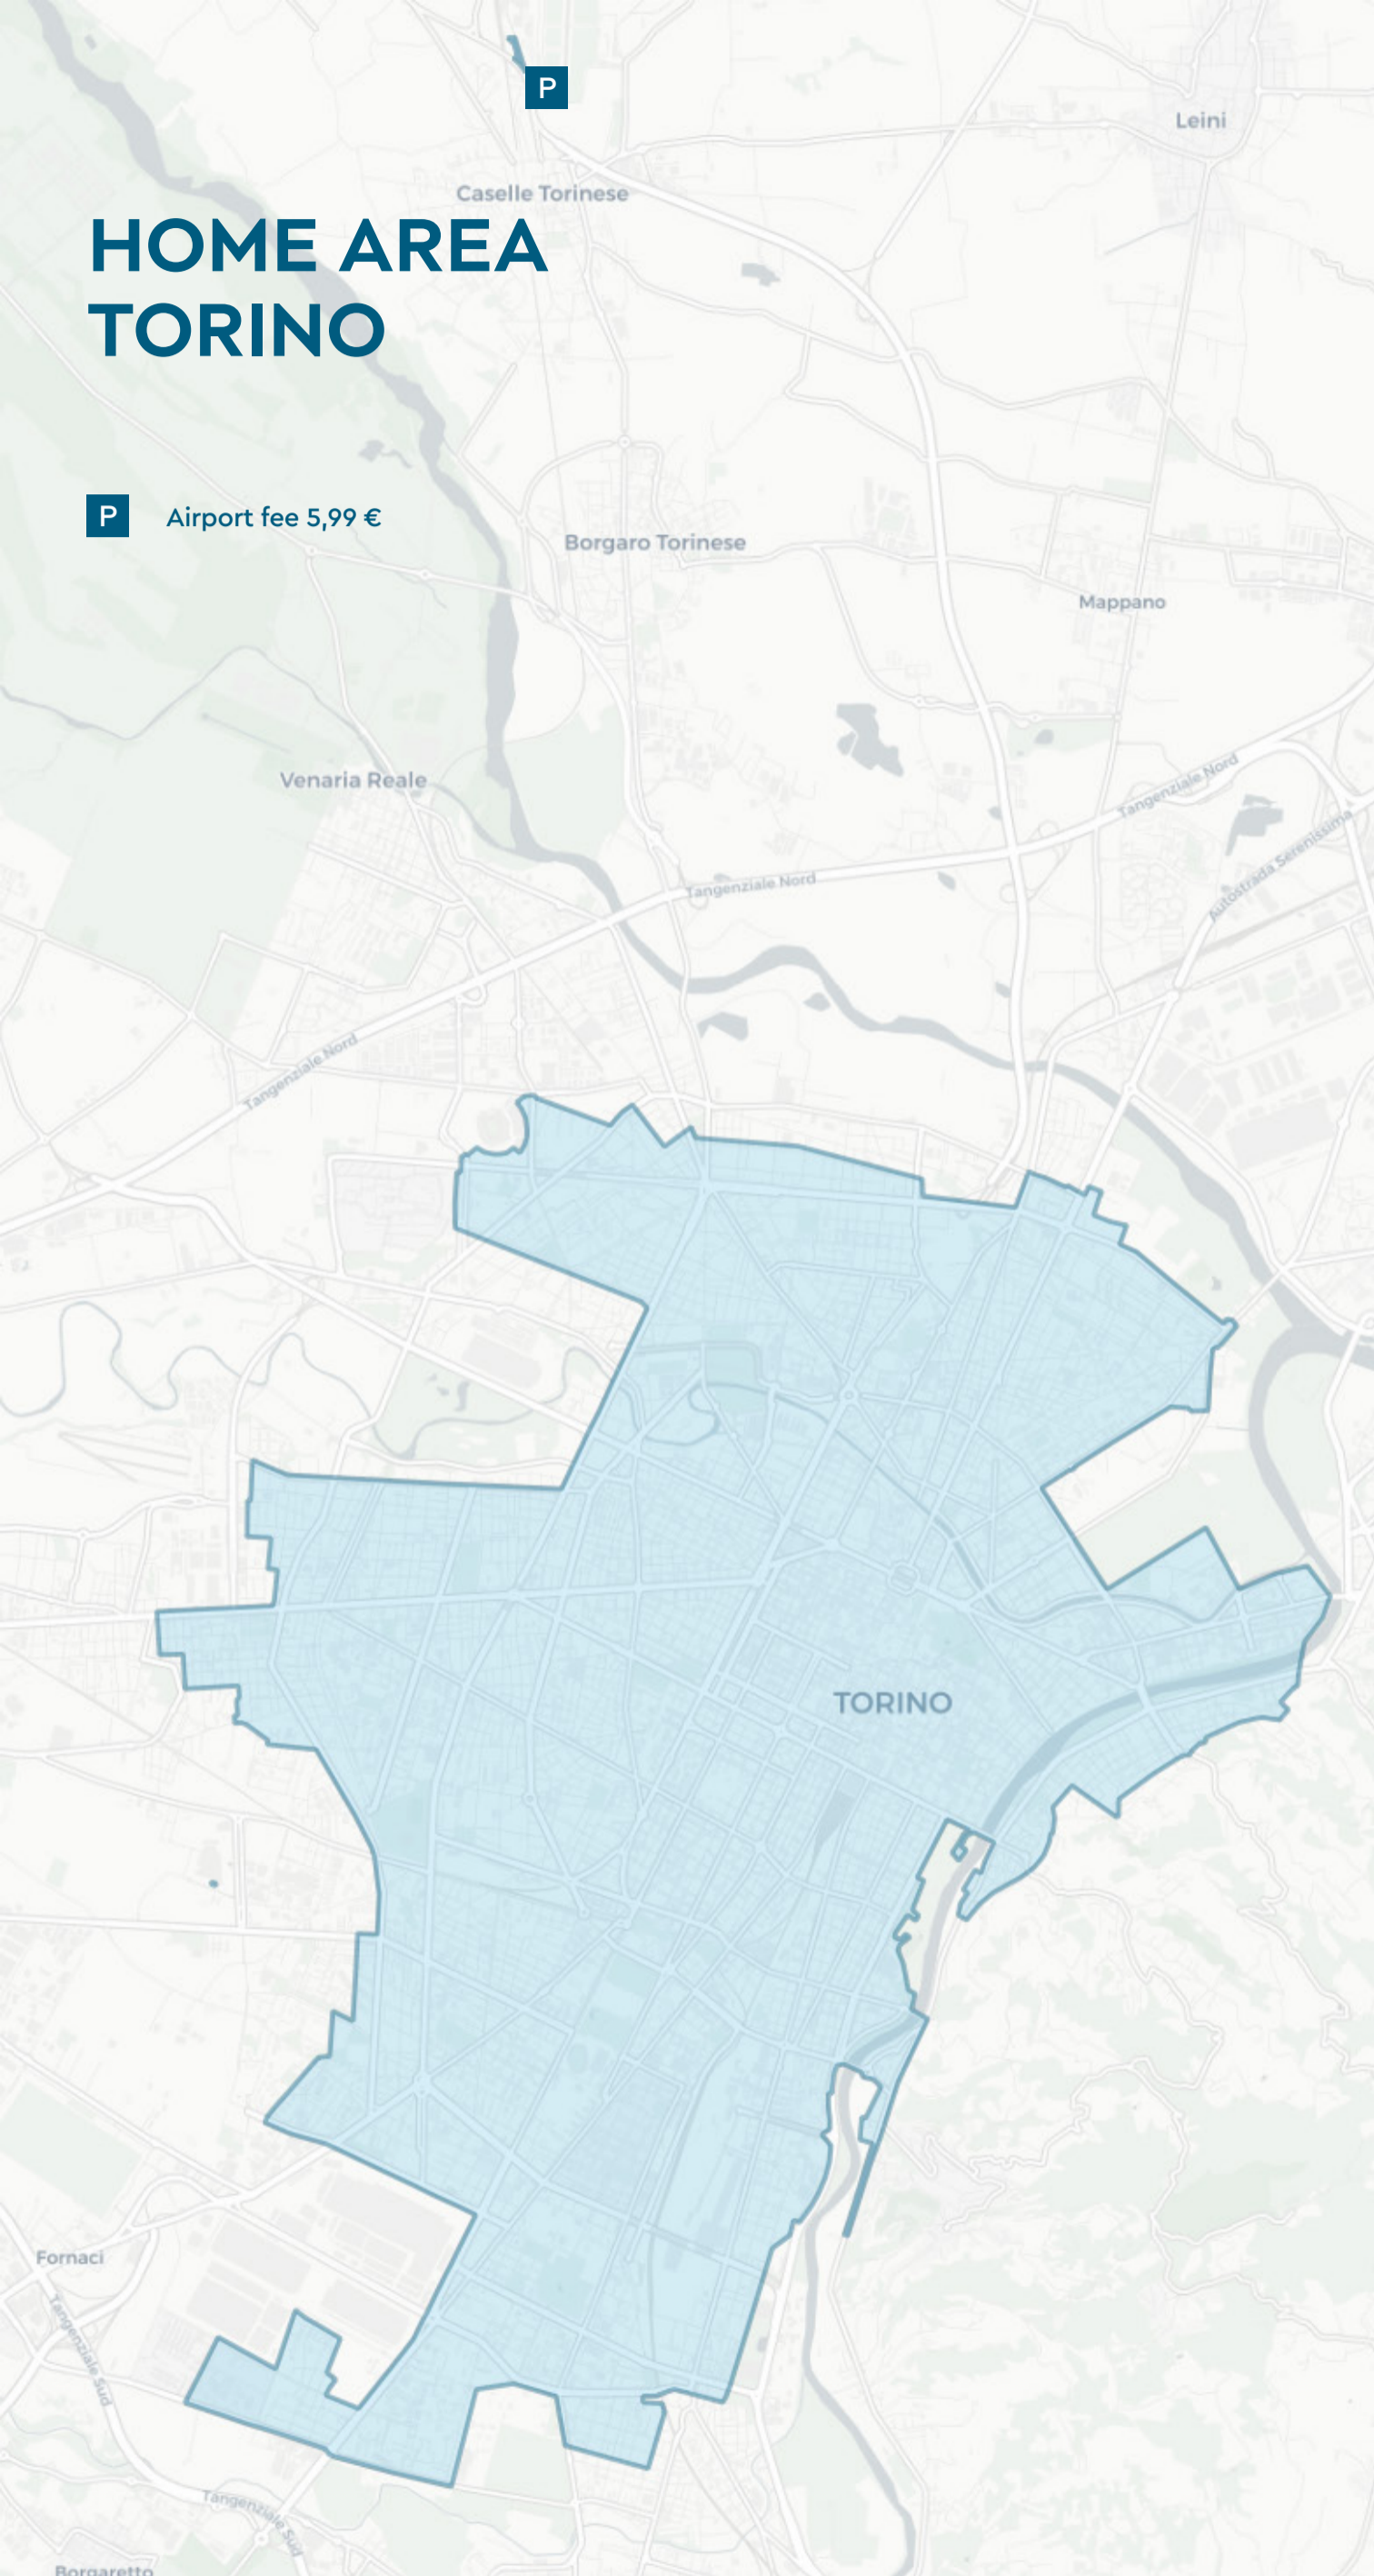 P
Leini
Caselle Torinese
HOME AREA
TORINO
P Airport fee 5,99 €
Borgaro Torinese
Mappano
Venaria Reale
Tangenziale Nord
Autostrada Serenissima
Tangenziale Nord
Tangenziale Nord
TORINO
Fornaci
Tangenziale Sud
Tangenziale Sud
Borgaretto